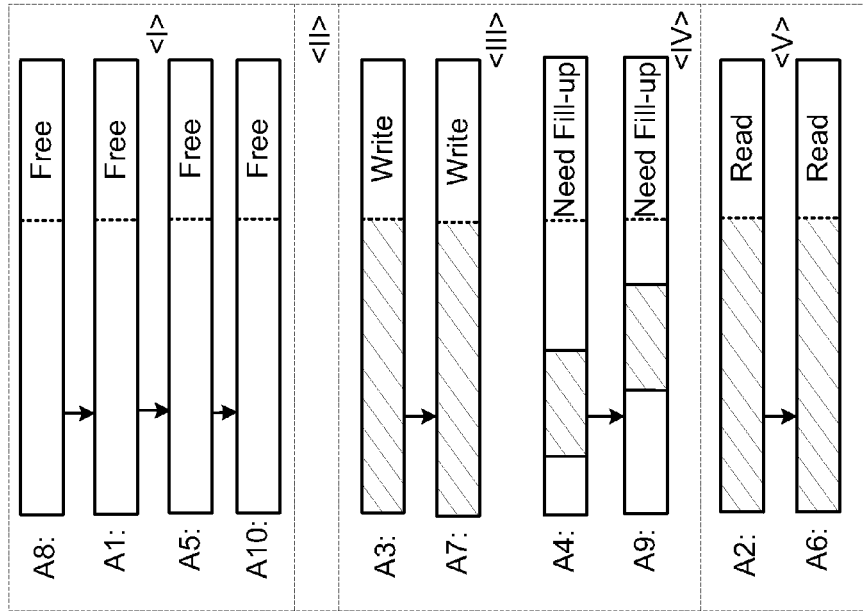 A8: Free
A1: Free
<I>
A5: Free
A10: Free
<II>
A3: Write
A7: Write
<III>
A4: Need Fill-up
A9: Need Fill-up
<IV>
A2: Read
<V>
A6: Read